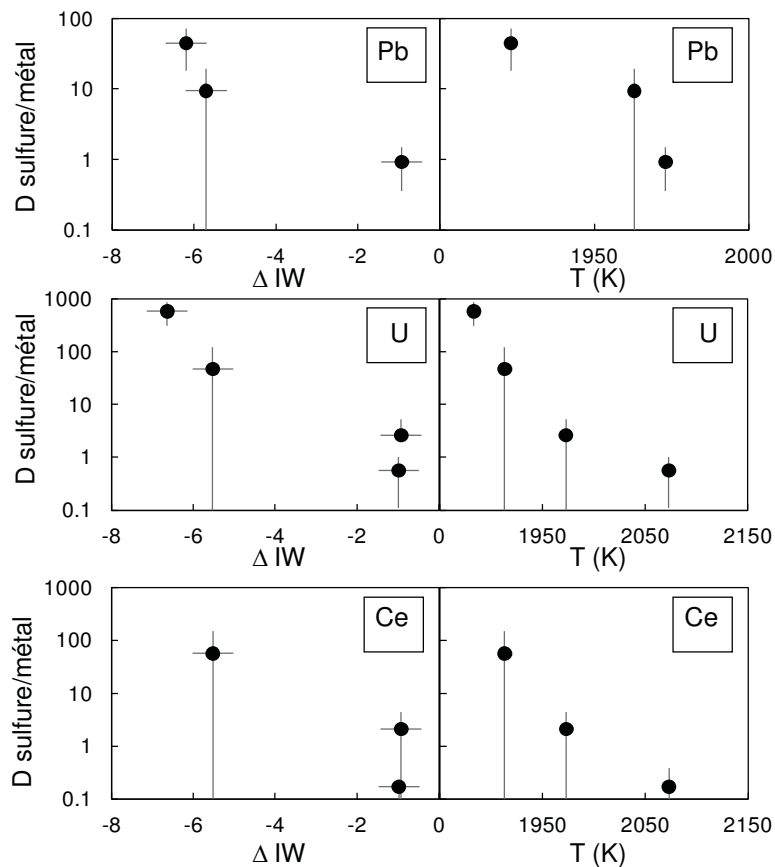 D sulfure/métal
100
10
1
0.1
Pb
Pb
-8 -6 -4 -2 0 1950 2000
Δ IW T (K)
D sulfure/métal
1000
100
10
1
0.1
U
U
-8 -6 -4 -2 0 1950 2050 2150
Δ IW T (K)
D sulfure/métal
1000
100
10
1
0.1
Ce
Ce
-8 -6 -4 -2 0 1950 2050 2150
Δ IW T (K)